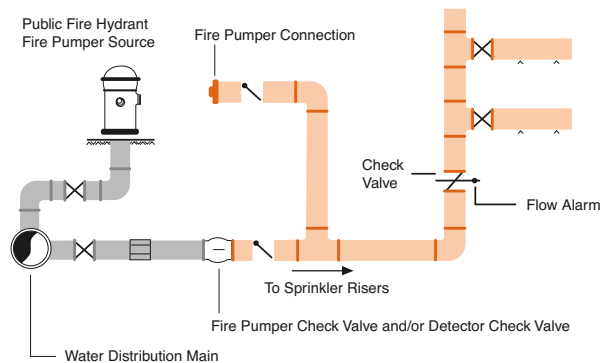 Public Fire Hydrant
Fire Pumper Source
Fire Pumper Connection
Check
Valve
Flow Alarm
To Sprinkler Risers
Fire Pumper Check Valve and/or Detector Check Valve
Water Distribution Main